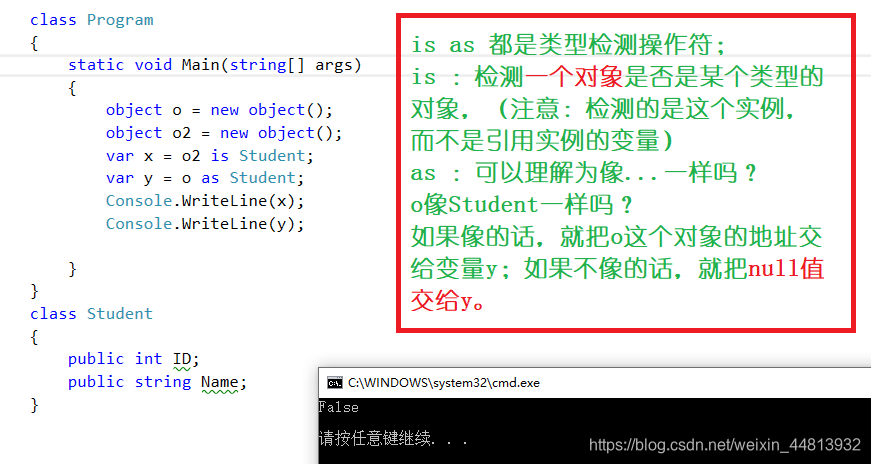 class Program
{
static void Main(string[] args)
{
object o = new object();
object o2 = new object();
var x = o2 is Student;
var y = o as Student;
Console.WriteLine(x);
Console.WriteLine(y);
}
}
class Student
{
public int ID;
public string Name;
}
is as 都是类型检测操作符；
is : 检测一个对象是否是某个类型的
对象，（注意：检测的是这个实例，
而不是引用实例的变量）
as : 可以理解为像...一样吗？
o像Student一样吗？
如果像的话，就把o这个对象的地址交
给变量y；如果不像的话，就把null值
交给y。
C:\WINDOWS\system32\cmd.exe
False
请按任意键继续. . .
https://blog.csdn.net/weixin_44813932